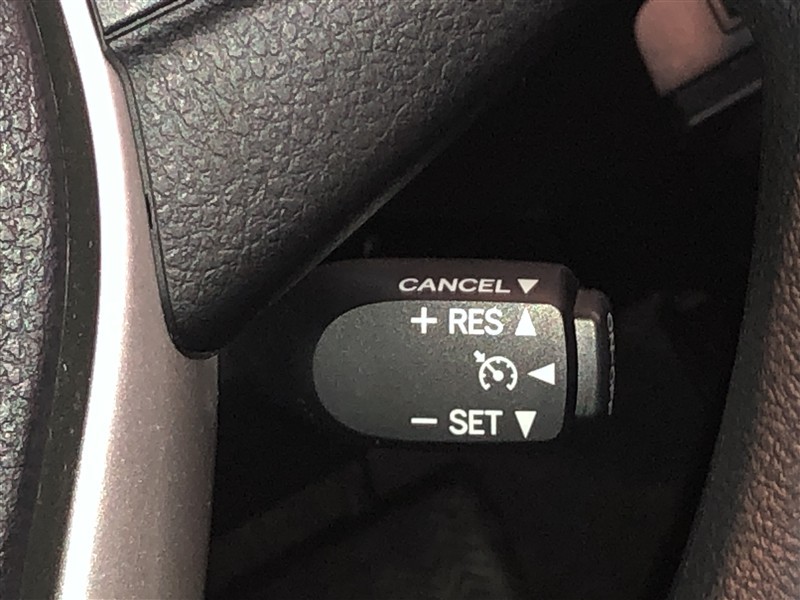 CANCEL ▼
+ RES ▲
◀
− SET ▼